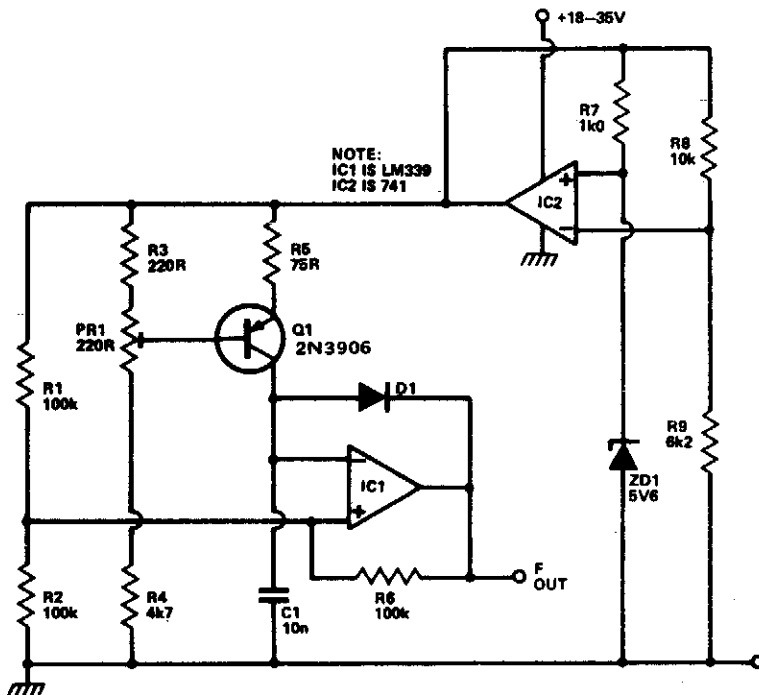 +18–35V
R7
1k0
R8
10k
NOTE:
IC1 IS LM339
IC2 IS 741
+
IC2
–
R3
220R
R5
75R
PR1
220R
Q1
2N3906
R1
100k
D1
R9
6k2
–
IC1
+
ZD1
5V6
F
OUT
R2
100k
R4
4k7
C1
10n
R6
100k